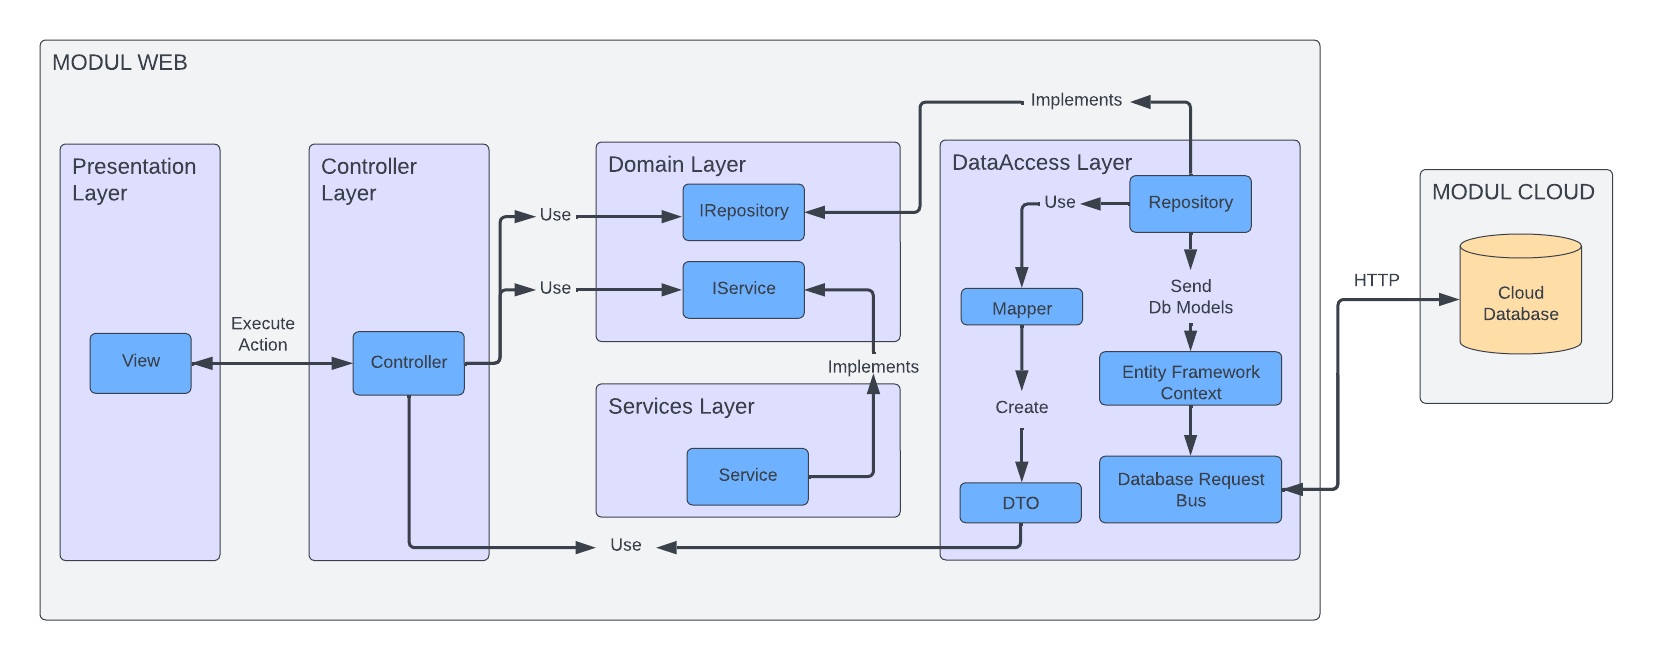 MODUL WEB
Presentation
Layer
View
Execute
Action
Controller
Layer
Controller
Use
Use
Domain Layer
IRepository
IService
Implements
Services Layer
Service
Use
Implements
DataAccess Layer
Repository
Use
Mapper
Create
DTO
Send
Db Models
Entity Framework
Context
Database Request
Bus
HTTP
MODUL CLOUD
Cloud
Database